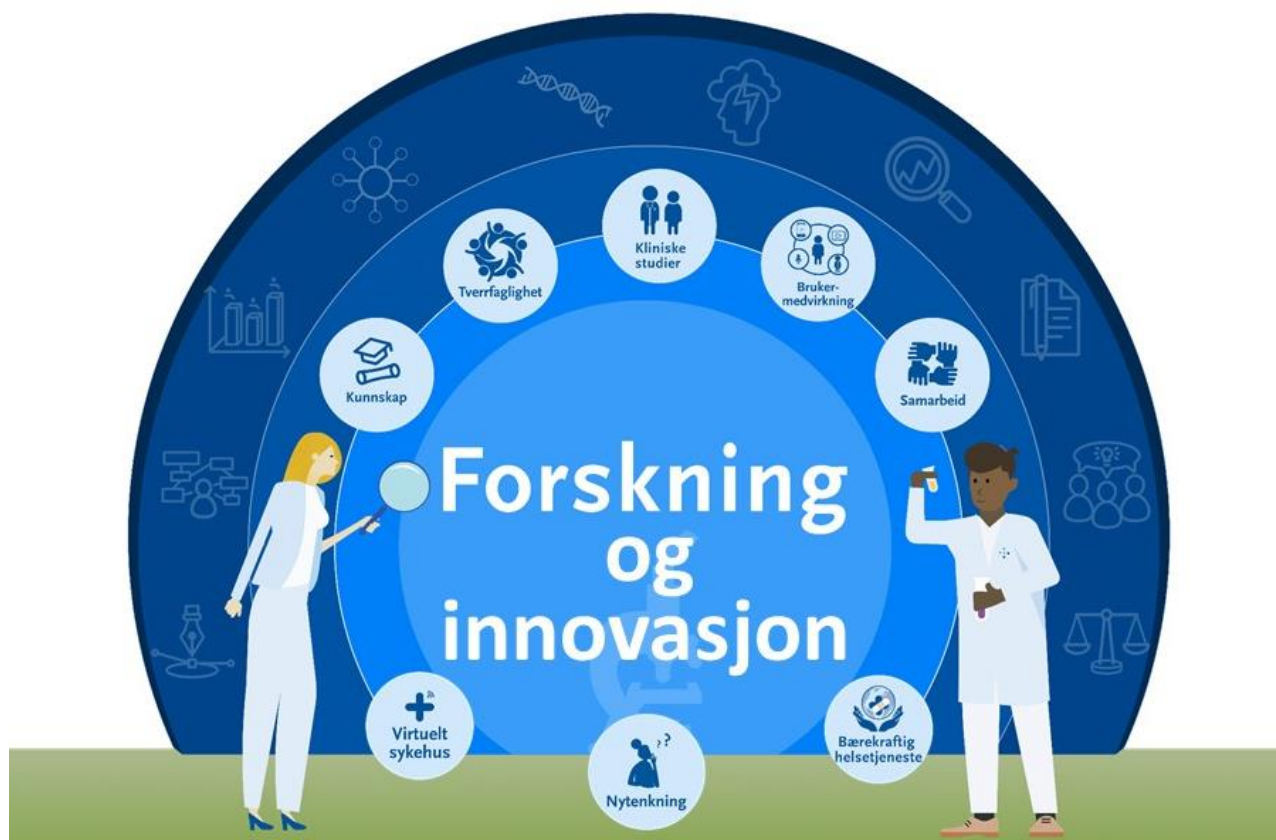 Kliniske
studier
Tverrfaglighet
Bruker-
medvirkning
Kunnskap
Samarbeid
Forskning
og
innovasjon
Virtuelt
sykehus
Bærekraftig
helsetjeneste
??
Nytenkning